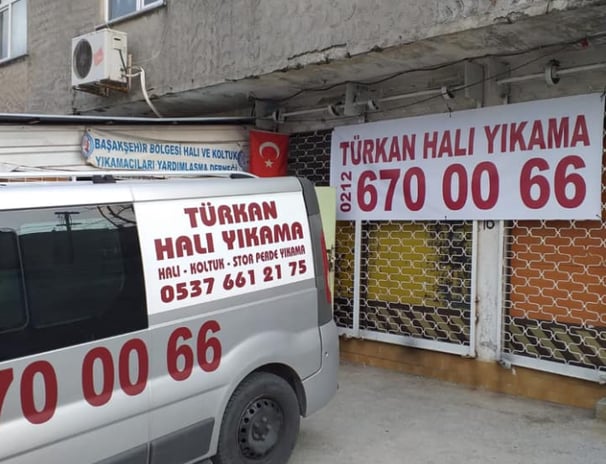 BAŞAKŞEHİR BÖLGESİ HALI VE KOLTUK
YIKAMACILARI YARDIMLAŞMA DERNEĞİ
TÜRKAN HALI YIKAMA
0212 670 00 66
TÜRKAN
HALI YIKAMA
HALI - KOLTUK - STOR PERDE YIKAMA
0537 661 21 75
70 00 66
16